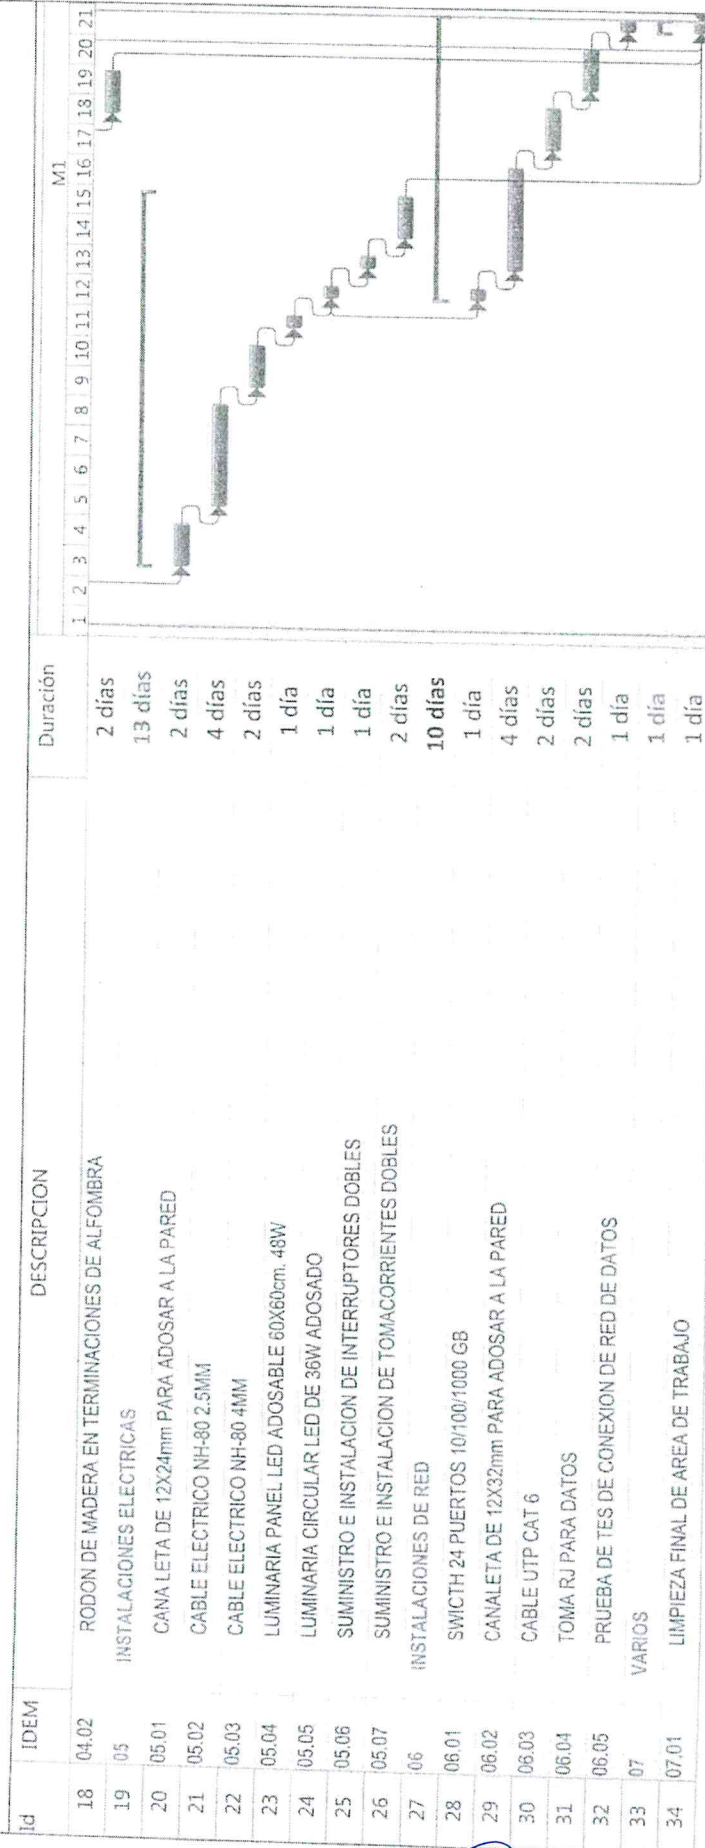 Id IDEM DESCRIPCION Duración M1
1 2 3 4 5 6 7 8 9 10 11 12 13 14 15 16 17 18 19 20 21
18 04.02 RODON DE MADERA EN TERMINACIONES DE ALFOMBRA 2 días
19 05 INSTALACIONES ELECTRICAS 13 días
20 05.01 CANA LETA DE 12X24mm PARA ADOSAR A LA PARED 2 días
21 05.02 CABLE ELECTRICO NH-80 2.5MM 4 días
22 05.03 CABLE ELECTRICO NH-80 4MM 2 días
23 05.04 LUMINARIA PANEL LED ADOSABLE 60X60cm. 48W 1 día
24 05.05 LUMINARIA CIRCULAR LED DE 36W ADOSADO 1 día
25 05.06 SUMINISTRO E INSTALACION DE INTERRUPTORES DOBLES 1 día
26 05.07 SUMINISTRO E INSTALACION DE TOMACORRIENTES DOBLES 2 días
27 06 INSTALACIONES DE RED 10 días
28 06.01 SWICTH 24 PUERTOS 10/100/1000 GB 1 día
29 06.02 CANALETA DE 12X32mm PARA ADOSAR A LA PARED 4 días
30 06.03 CABLE UTP CAT 6 2 días
31 06.04 TOMA RJ PARA DATOS 2 días
32 06.05 PRUEBA DE TES DE CONEXION DE RED DE DATOS 1 día
33 07 VARIOS 1 día
34 07.01 LIMPIEZA FINAL DE AREA DE TRABAJO 1 día